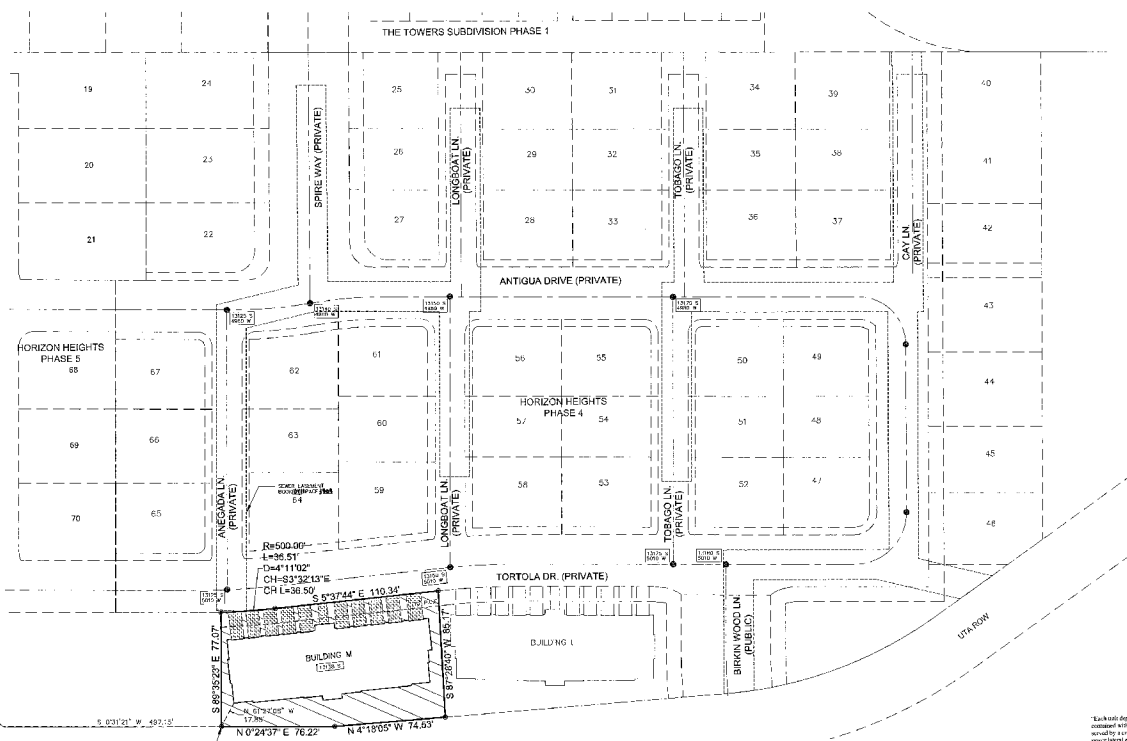 THE TOWERS SUBDIVISION PHASE 1
19
24
25
30
31
34
39
40
20
23
26
29
32
35
38
41
21
22
27
28
33
36
37
42
SPIRE WAY (PRIVATE)
LONGBOAT LN.
(PRIVATE)
TOBAGO LN.
(PRIVATE)
CAY LN.
(PRIVATE)
ANTIGUA DRIVE (PRIVATE)
43
HORIZON HEIGHTS
PHASE 5
68
67
62
61
56
55
50
49
44
HORIZON HEIGHTS
PHASE 4
69
66
63
60
57
54
51
48
45
70
65
64
59
58
53
52
47
46
SEWER EASEMENT
ANEGADA LN.
(PRIVATE)
LONGBOAT LN.
(PRIVATE)
TOBAGO LN.
(PRIVATE)
R=500.00'
L=36.51'
D=4°11'02"
CH=S3°32'13"E
CH L=36.50'
S 5°37'44" E 110.34'
TORTOLA DR. (PRIVATE)
BIRKIN WOOD LN.
(PUBLIC)
UTA ROW
BUILDING M
BUILDING L
S 89°35'23" E 77.07'
S 87°28'40" W 85.17'
S 0°31'21" W 497.15'
17.85'
N 0°24'37" E 76.22'
N 4°18'05" W 74.53'